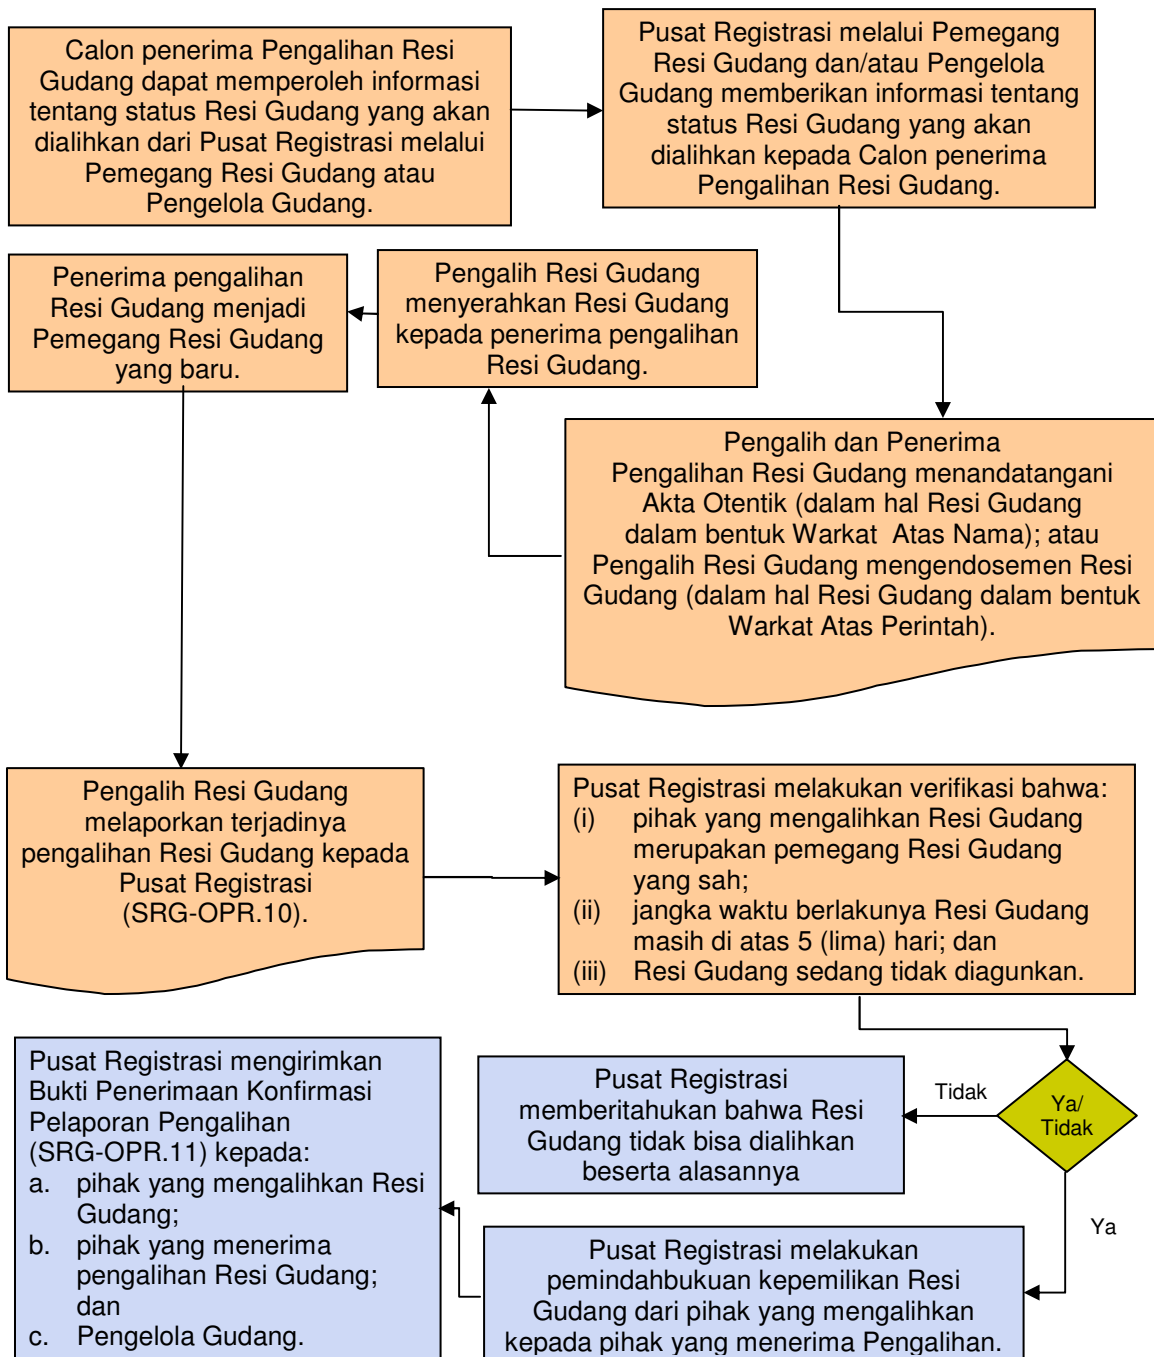 Calon penerima Pengalihan Resi
Gudang dapat memperoleh informasi
tentang status Resi Gudang yang akan
dialihkan dari Pusat Registrasi melalui
Pemegang Resi Gudang atau
Pengelola Gudang.
Pusat Registrasi melalui Pemegang
Resi Gudang dan/atau Pengelola
Gudang memberikan informasi tentang
status Resi Gudang yang akan
dialihkan kepada Calon penerima
Pengalihan Resi Gudang.
Penerima pengalihan
Resi Gudang menjadi
Pemegang Resi Gudang
yang baru.
Pengalih Resi Gudang
menyerahkan Resi Gudang
kepada penerima pengalihan
Resi Gudang.
Pengalih dan Penerima
Pengalihan Resi Gudang menandatangani
Akta Otentik (dalam hal Resi Gudang
dalam bentuk Warkat Atas Nama); atau
Pengalih Resi Gudang mengendosemen Resi
Gudang (dalam hal Resi Gudang dalam bentuk
Warkat Atas Perintah).
Pengalih Resi Gudang
melaporkan terjadinya
pengalihan Resi Gudang kepada
Pusat Registrasi
(SRG-OPR.10).
Pusat Registrasi melakukan verifikasi bahwa:
(i) pihak yang mengalihkan Resi Gudang
merupakan pemegang Resi Gudang
yang sah;
(ii) jangka waktu berlakunya Resi Gudang
masih di atas 5 (lima) hari; dan
(iii) Resi Gudang sedang tidak diagunkan.
Ya/
Tidak
Tidak
Ya
Pusat Registrasi
memberitahukan bahwa Resi
Gudang tidak bisa dialihkan
beserta alasannya
Pusat Registrasi melakukan
pemindahbukuan kepemilikan Resi
Gudang dari pihak yang mengalihkan
kepada pihak yang menerima Pengalihan.
Pusat Registrasi mengirimkan
Bukti Penerimaan Konfirmasi
Pelaporan Pengalihan
(SRG-OPR.11) kepada:
a. pihak yang mengalihkan Resi
Gudang;
b. pihak yang menerima
pengalihan Resi Gudang;
dan
c. Pengelola Gudang.